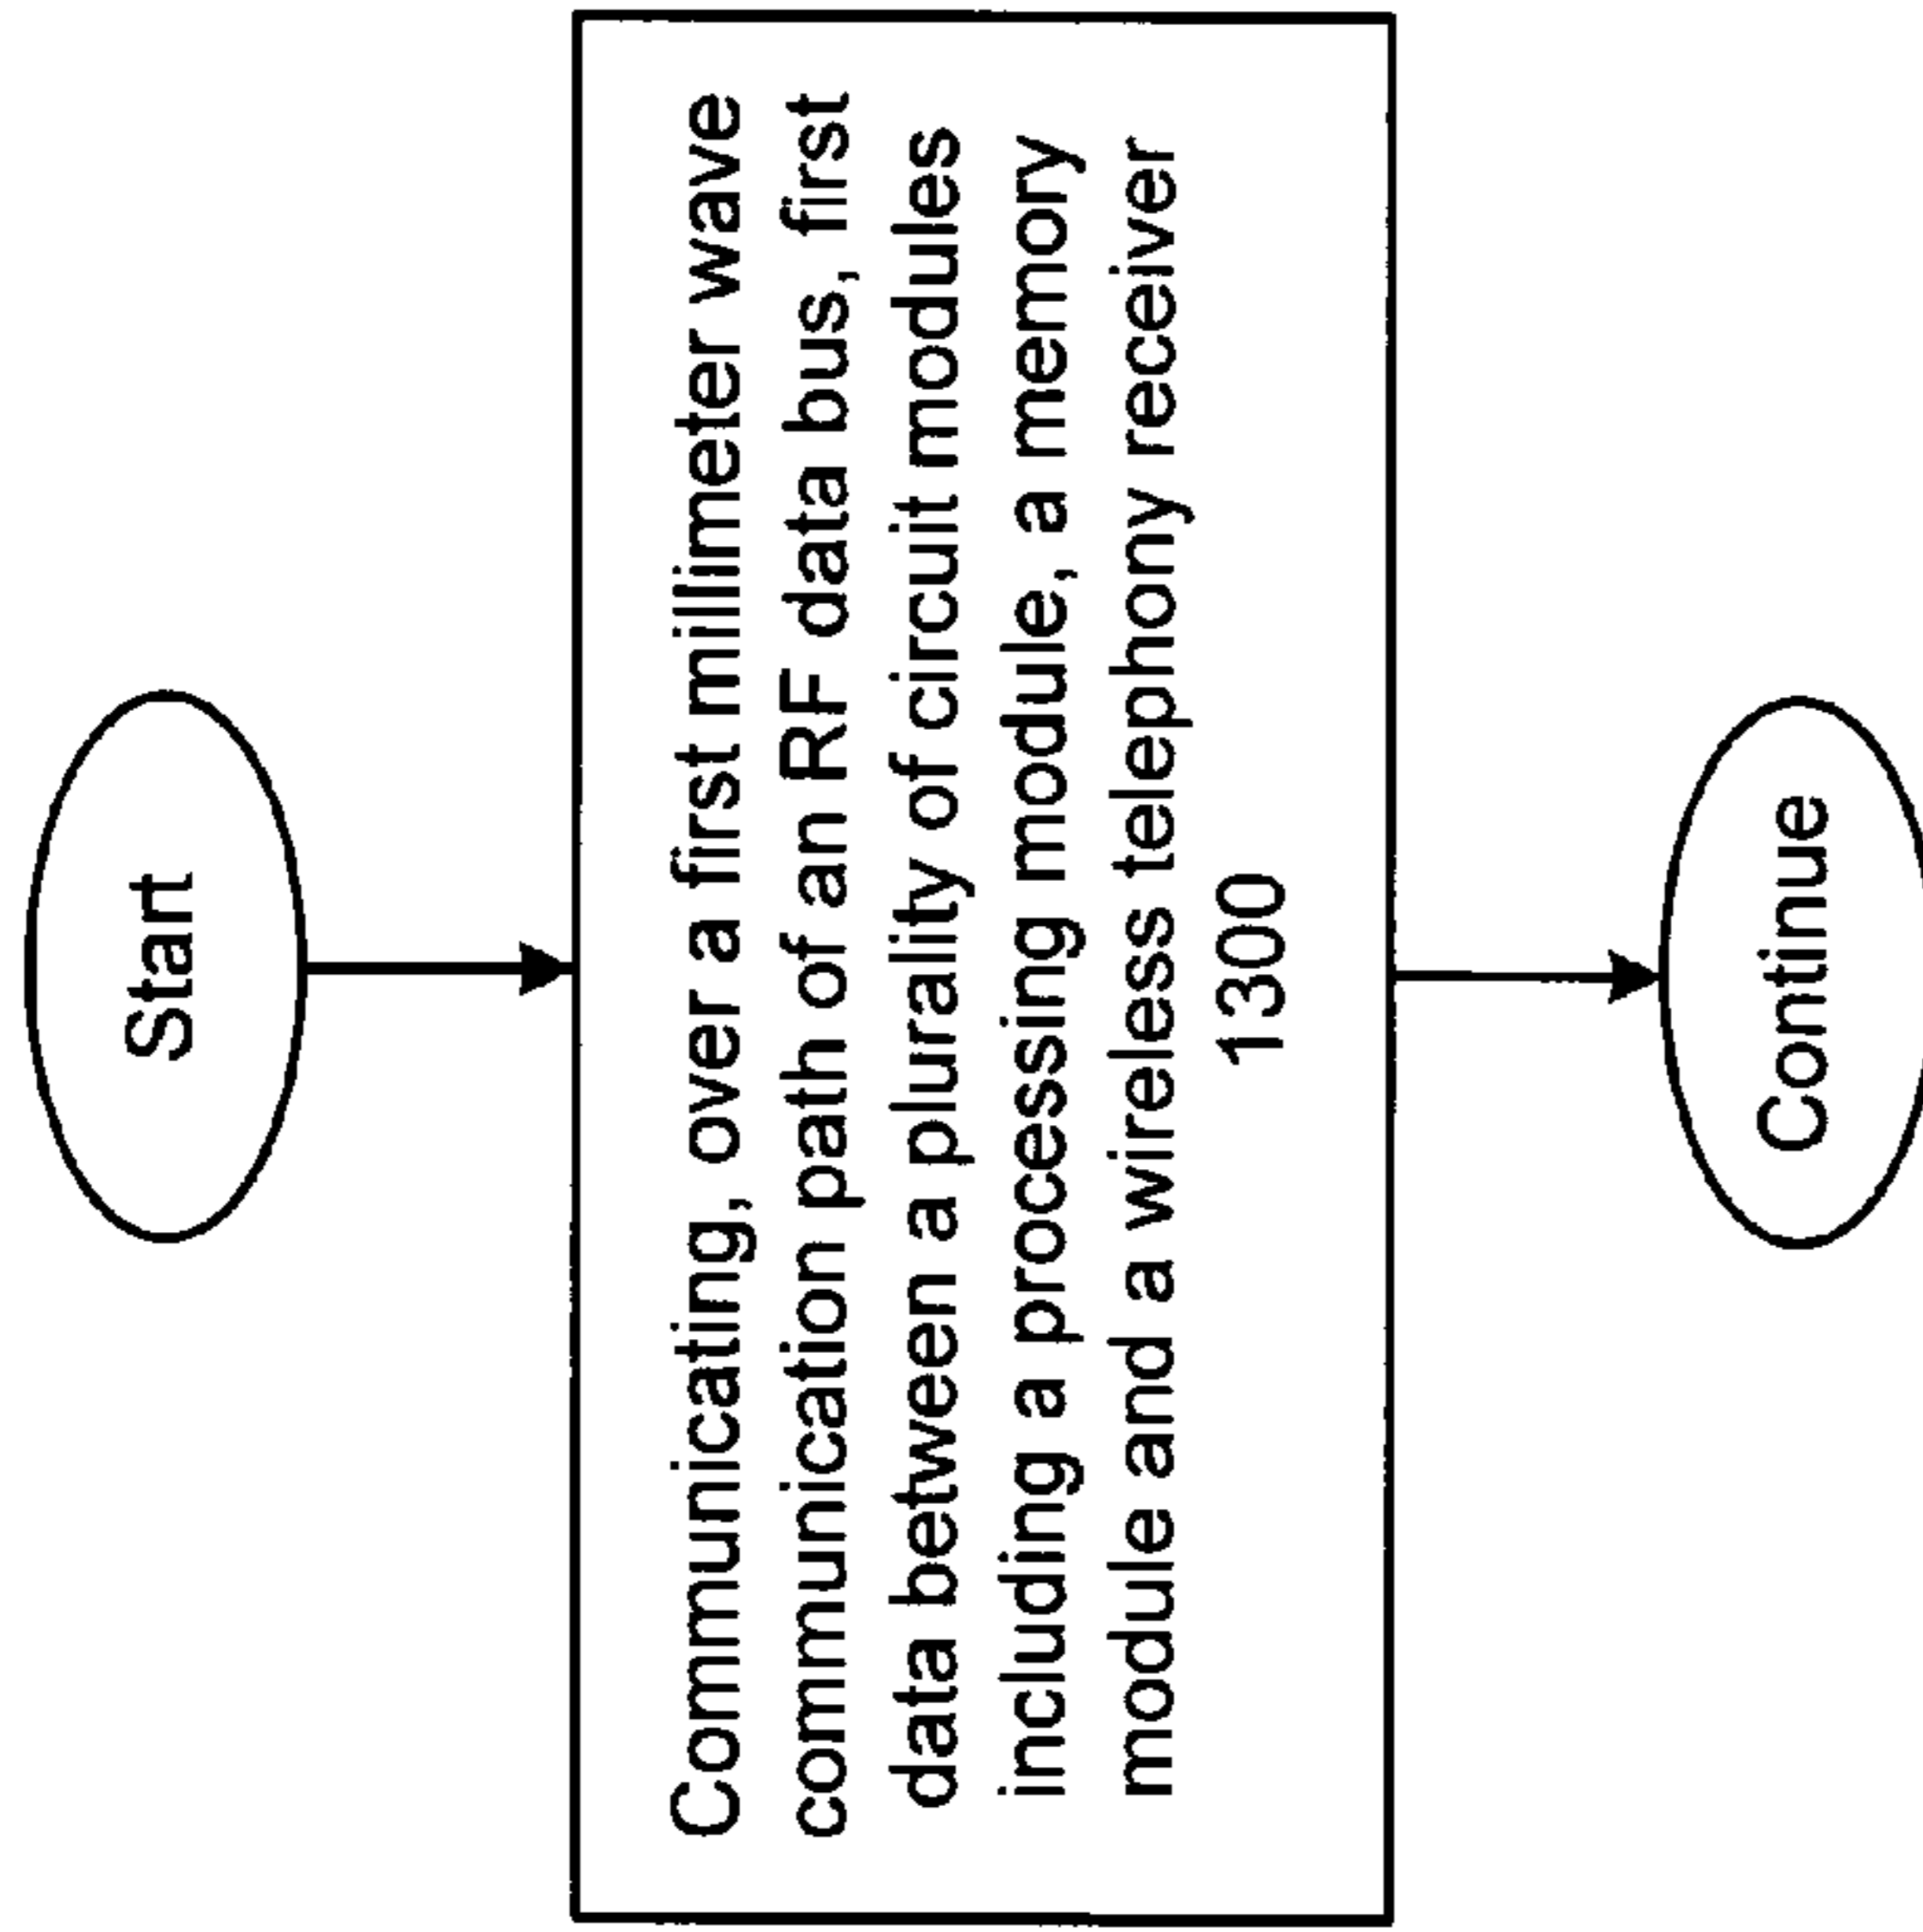 Start
Communicating, over a first millimeter wave
communication path of an RF data bus, first
data between a plurality of circuit modules
including a processing module, a memory
module and a wireless telephony receiver
1300
Continue